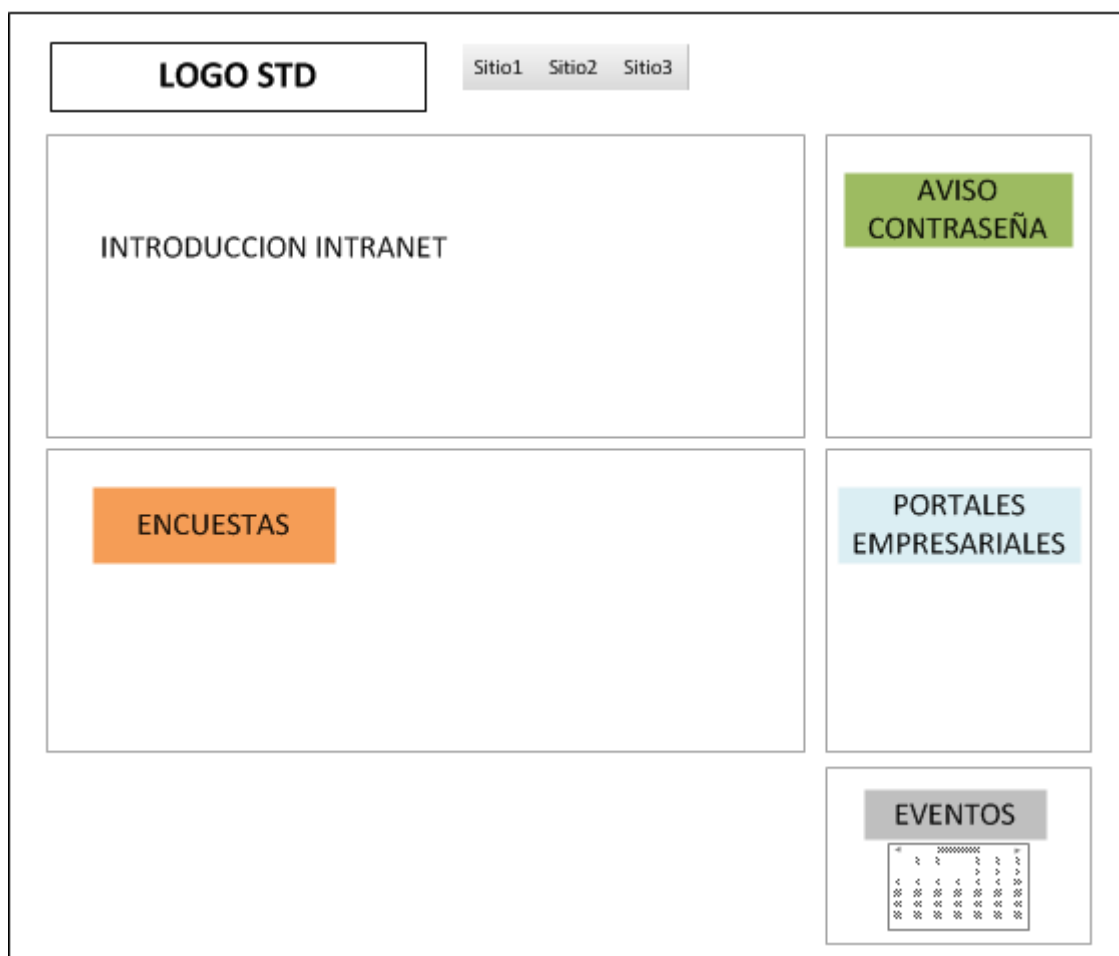 LOGO STD
Sitio1 Sitio2 Sitio3
INTRODUCCION INTRANET
AVISO
CONTRASEÑA
ENCUESTAS
PORTALES
EMPRESARIALES
EVENTOS